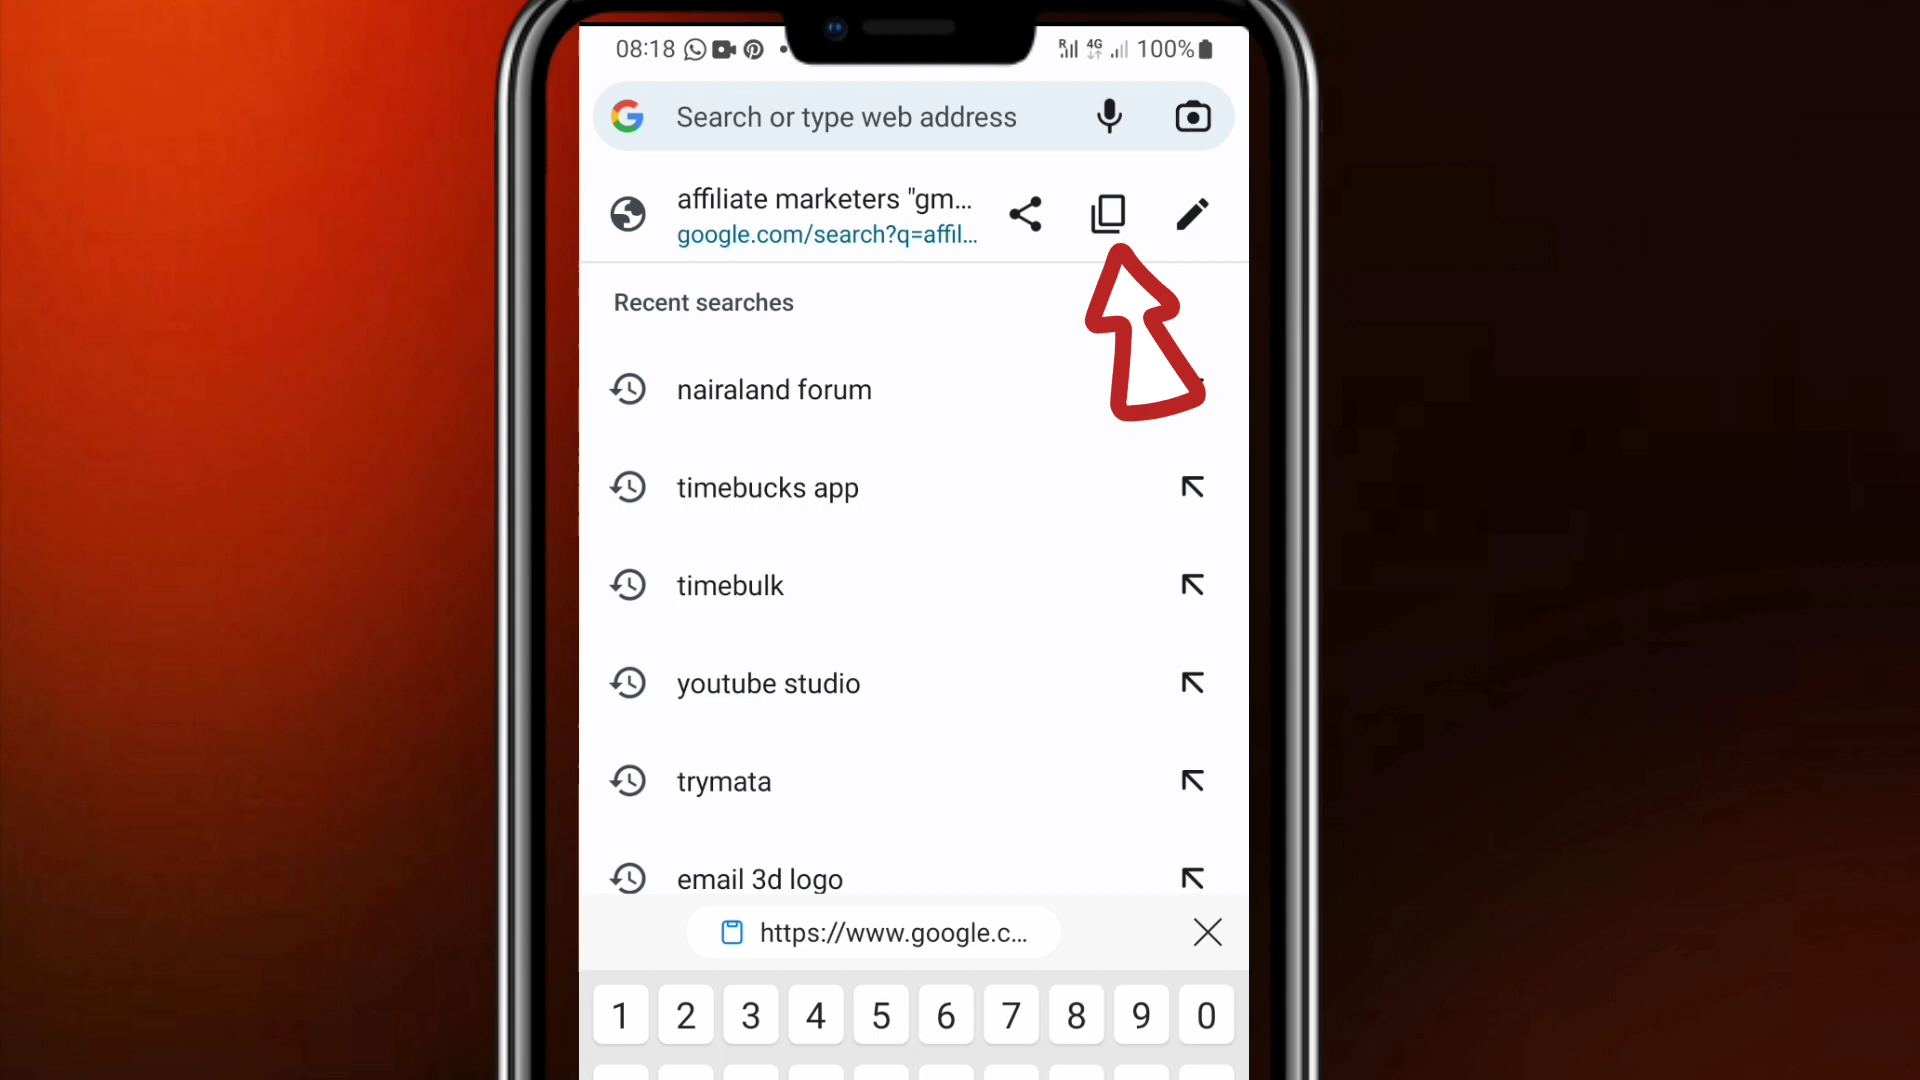 08:18
R 4G 100%
Search or type web address
affiliate marketers "gm...
google.com/search?q=affil...
Recent searches
nairaland forum
timebucks app
timebulk
youtube studio
trymata
email 3d logo
https://www.google.c...
1 2 3 4 5 6 7 8 9 0